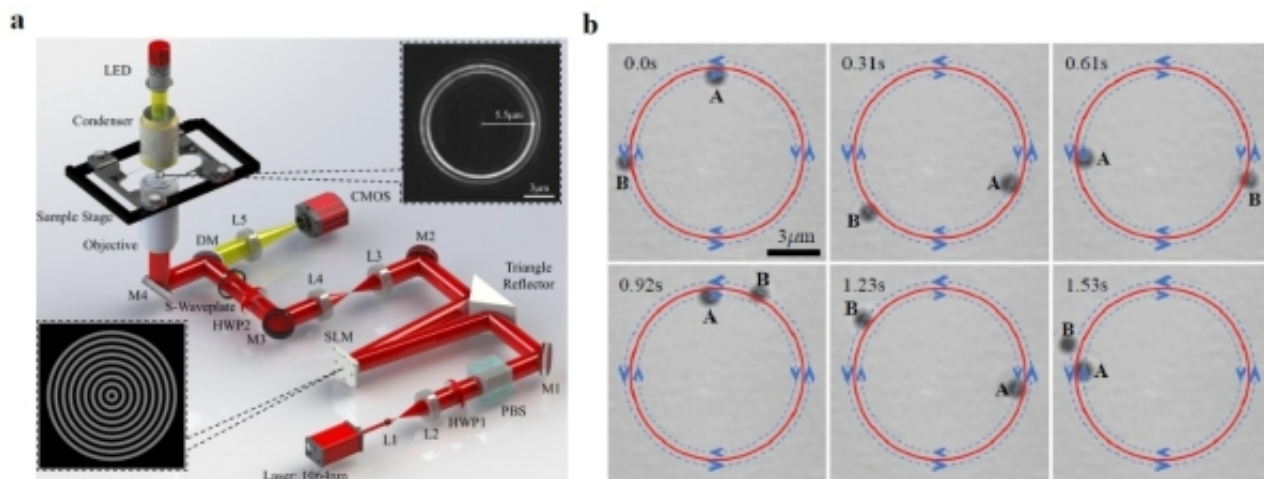 a
LED
Condenser
Sample Stage
Objective
DM
L5
CMOS
5.5μm
3μm
M4
S-Waveplate
HWP2
M3
L4
L3
M2
Triangle
Reflector
SLM
M1
PBS
HWP1
L2
L1
Laser: 1064nm
b
0.0s
A
B
3μm
0.31s
A
B
0.61s
A
B
0.92s
B
A
1.23s
B
A
1.53s
B
A